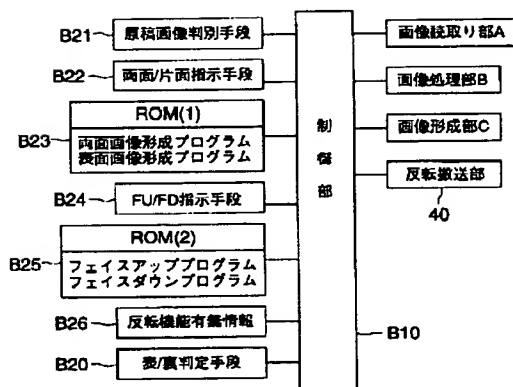 B21
原稿画像判別手段
B22
両面/片面指示手段
ROM(1)
B23
両面画像形成プログラム
表面画像形成プログラム
B24
FU/FD指示手段
ROM(2)
B25
フェイスアッププログラム
フェイスダウンプログラム
B26
反転機能有無情報
B20
表/裏判定手段
制御部
B10
画像読取り部A
画像処理部B
画像形成部C
反転搬送部
40